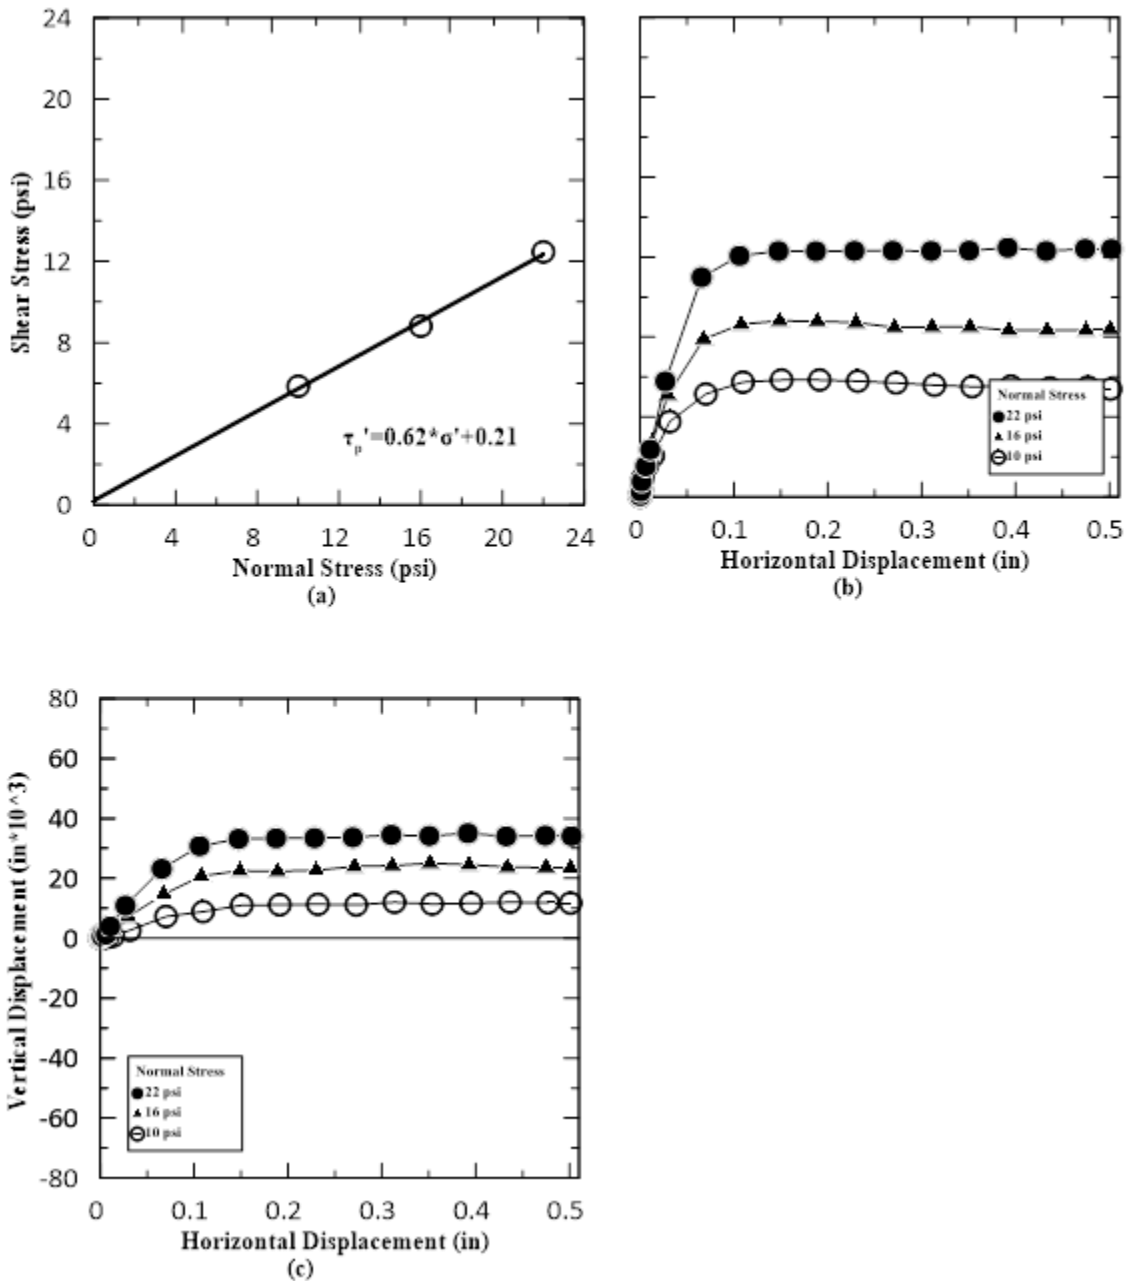 24
20
16
12
8
4
0
Shear Stress (psi)
τp'=0.62*σ'+0.21
0 4 8 12 16 20 24
Normal Stress (psi)
(a)
Normal Stress
22 psi
16 psi
10 psi
0 0.1 0.2 0.3 0.4 0.5
Horizontal Displacement (in)
(b)
80
60
40
20
0
-20
-40
-60
-80
Vertical Displacement (in*10^3)
Normal Stress
22 psi
16 psi
10 psi
0 0.1 0.2 0.3 0.4 0.5
Horizontal Displacement (in)
(c)